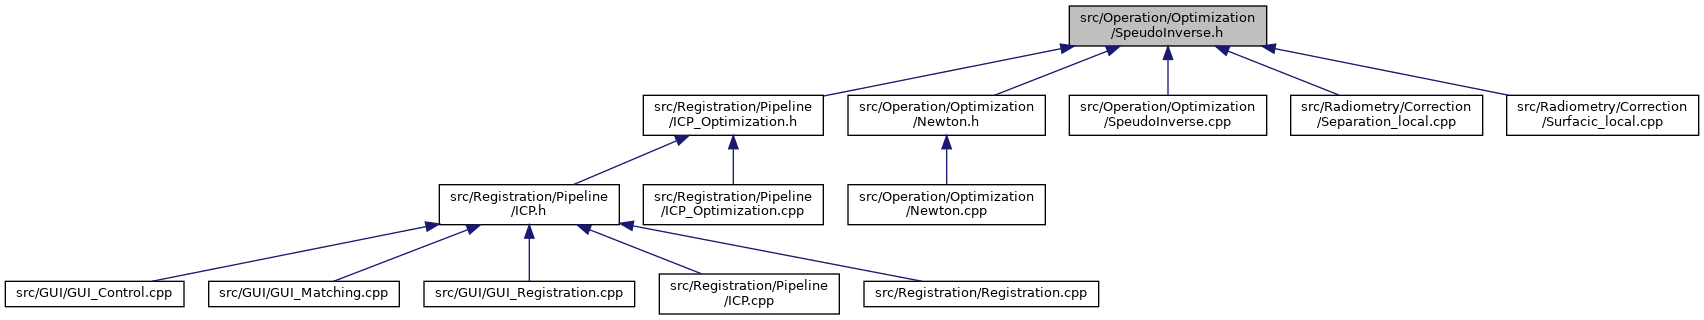 src/Operation/Optimization
/SpeudoInverse.h
src/Registration/Pipeline
/ICP_Optimization.h
src/Operation/Optimization
/Newton.h
src/Operation/Optimization
/SpeudoInverse.cpp
src/Radiometry/Correction
/Separation_local.cpp
src/Radiometry/Correction
/Surfacic_local.cpp
src/Registration/Pipeline
/ICP.h
src/Registration/Pipeline
/ICP_Optimization.cpp
src/Operation/Optimization
/Newton.cpp
src/GUI/GUI_Control.cpp
src/GUI/GUI_Matching.cpp
src/GUI/GUI_Registration.cpp
src/Registration/Pipeline
/ICP.cpp
src/Registration/Registration.cpp